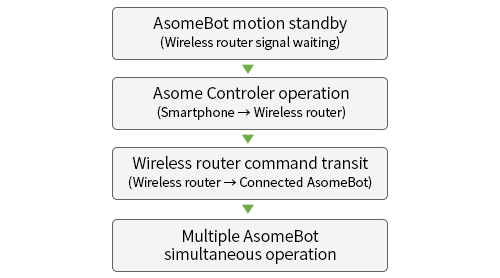 AsomeBot motion standby
(Wireless router signal waiting)
Asome Controler operation
(Smartphone → Wireless router)
Wireless router command transit
(Wireless router → Connected AsomeBot)
Multiple AsomeBot
simultaneous operation